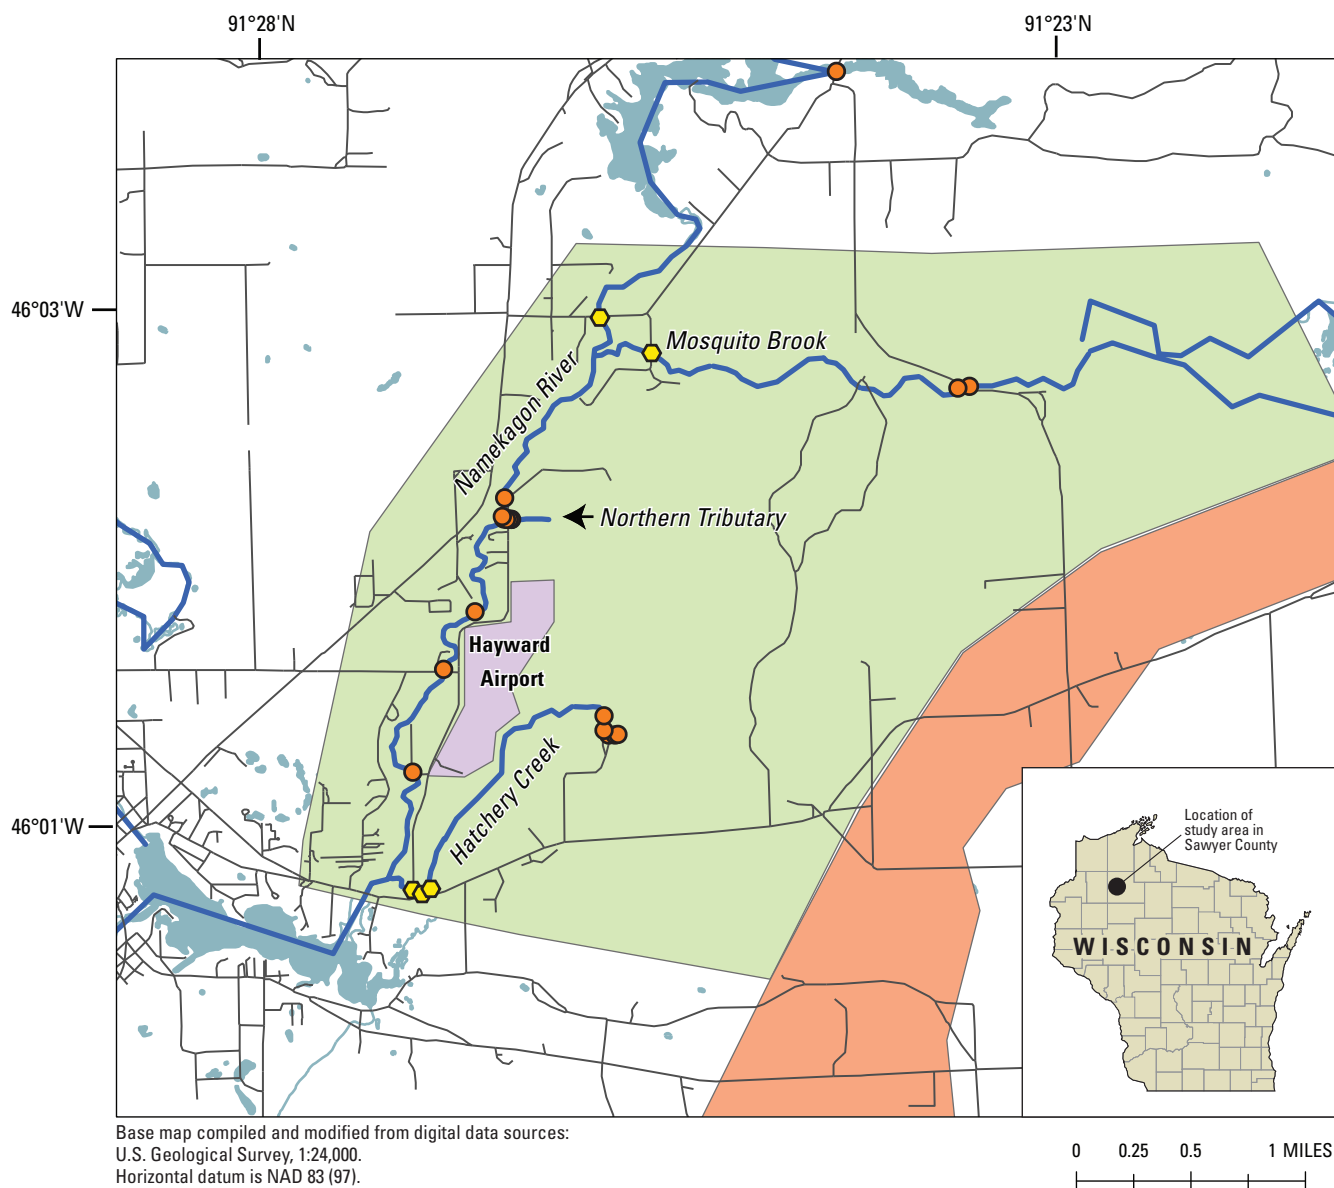 91°28'N
91°23'N
46°03'W
Mosquito Brook
Namekagon River
Northern Tributary
Hayward
Airport
Hatchery Creek
46°01'W
Location of
study area in
Sawyer County
WISCONSIN
Base map compiled and modified from digital data sources:
U.S. Geological Survey, 1:24,000.
Horizontal datum is NAD 83 (97).
0 0.25 0.5 1 MILES